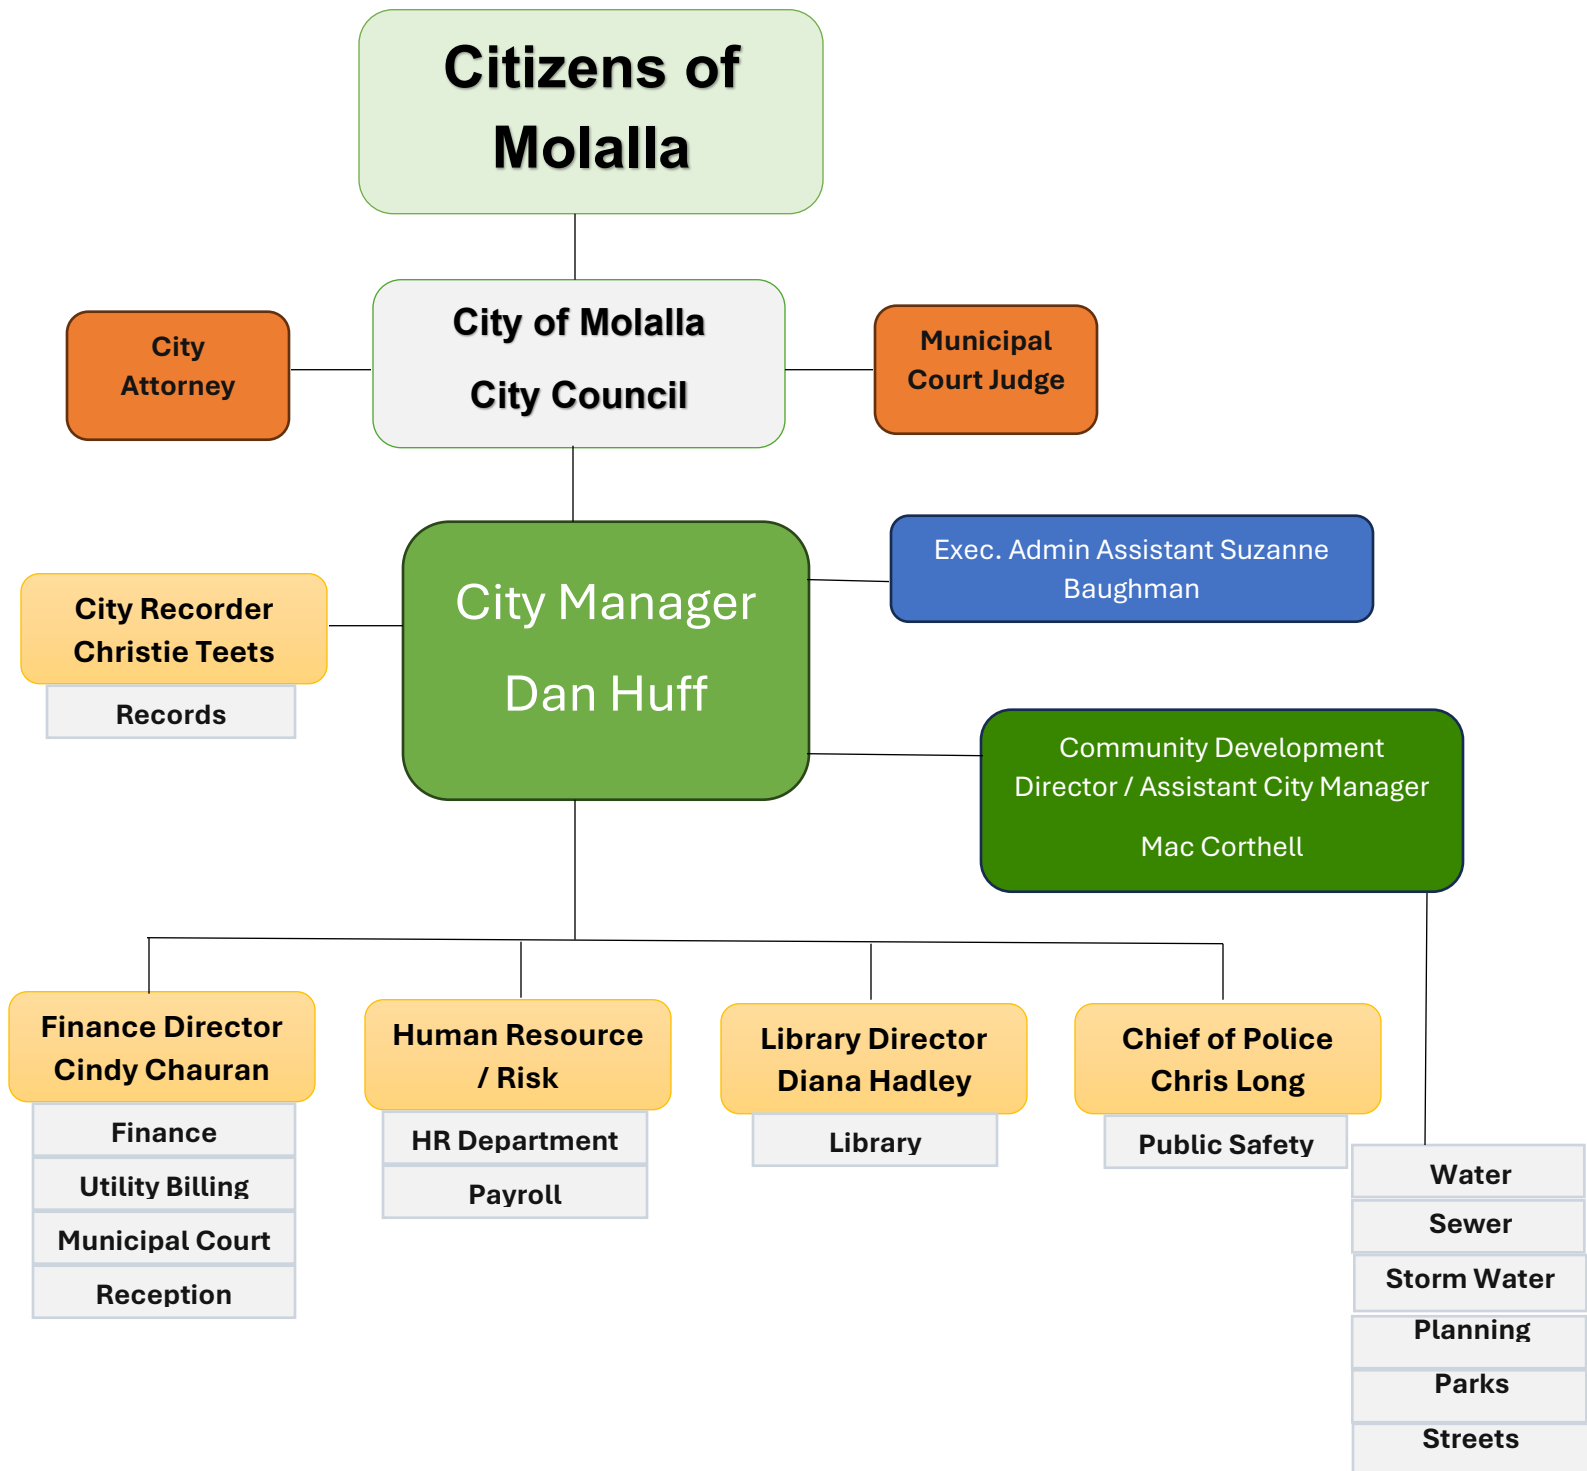 Citizens of
Molalla
City of Molalla
City Council
City
Attorney
Municipal
Court Judge
City Manager
Dan Huff
Exec. Admin Assistant Suzanne
Baughman
City Recorder
Christie Teets
Records
Community Development
Director / Assistant City Manager
Mac Corthell
Finance Director
Cindy Chauran
Finance
Utility Billing
Municipal Court
Reception
Human Resource
/ Risk
HR Department
Payroll
Library Director
Diana Hadley
Library
Chief of Police
Chris Long
Public Safety
Water
Sewer
Storm Water
Planning
Parks
Streets